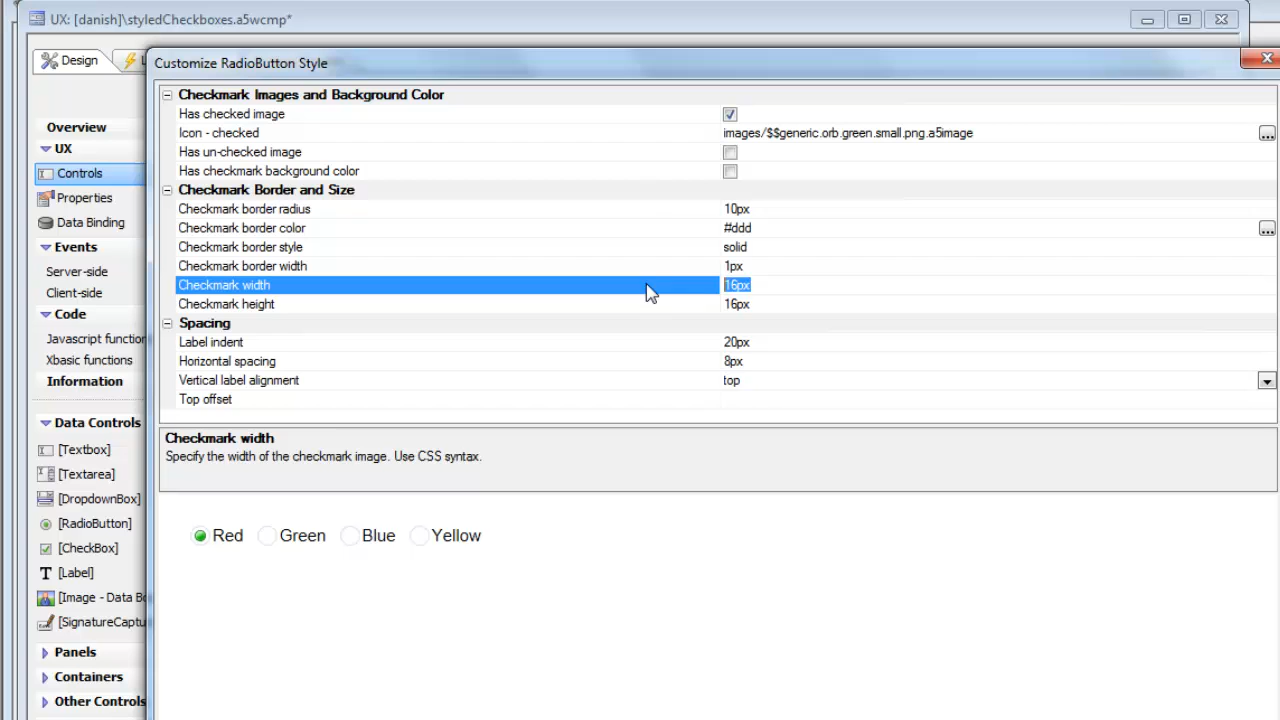 UX: [danish]\styledCheckboxes.a5wcmp*
Design
Customize RadioButton Style
Overview
UX
Controls
Properties
Data Binding
Events
Server-side
Client-side
Code
Javascript function
Xbasic functions
Information
Data Controls
[Textbox]
[Textarea]
[DropdownBox]
[RadioButton]
[CheckBox]
[Label]
[Image - Data Bo
[SignatureCaptu
Panels
Containers
Other Controls
Checkmark Images and Background Color
Has checked image
Icon - checked images/$$generic.orb.green.small.png.a5image ...
Has un-checked image
Has checkmark background color
Checkmark Border and Size
Checkmark border radius 10px
Checkmark border color #ddd ...
Checkmark border style solid
Checkmark border width 1px
Checkmark width 16px
Checkmark height 16px
Spacing
Label indent 20px
Horizontal spacing 8px
Vertical label alignment top
Top offset
Checkmark width
Specify the width of the checkmark image. Use CSS syntax.
Red Green Blue Yellow